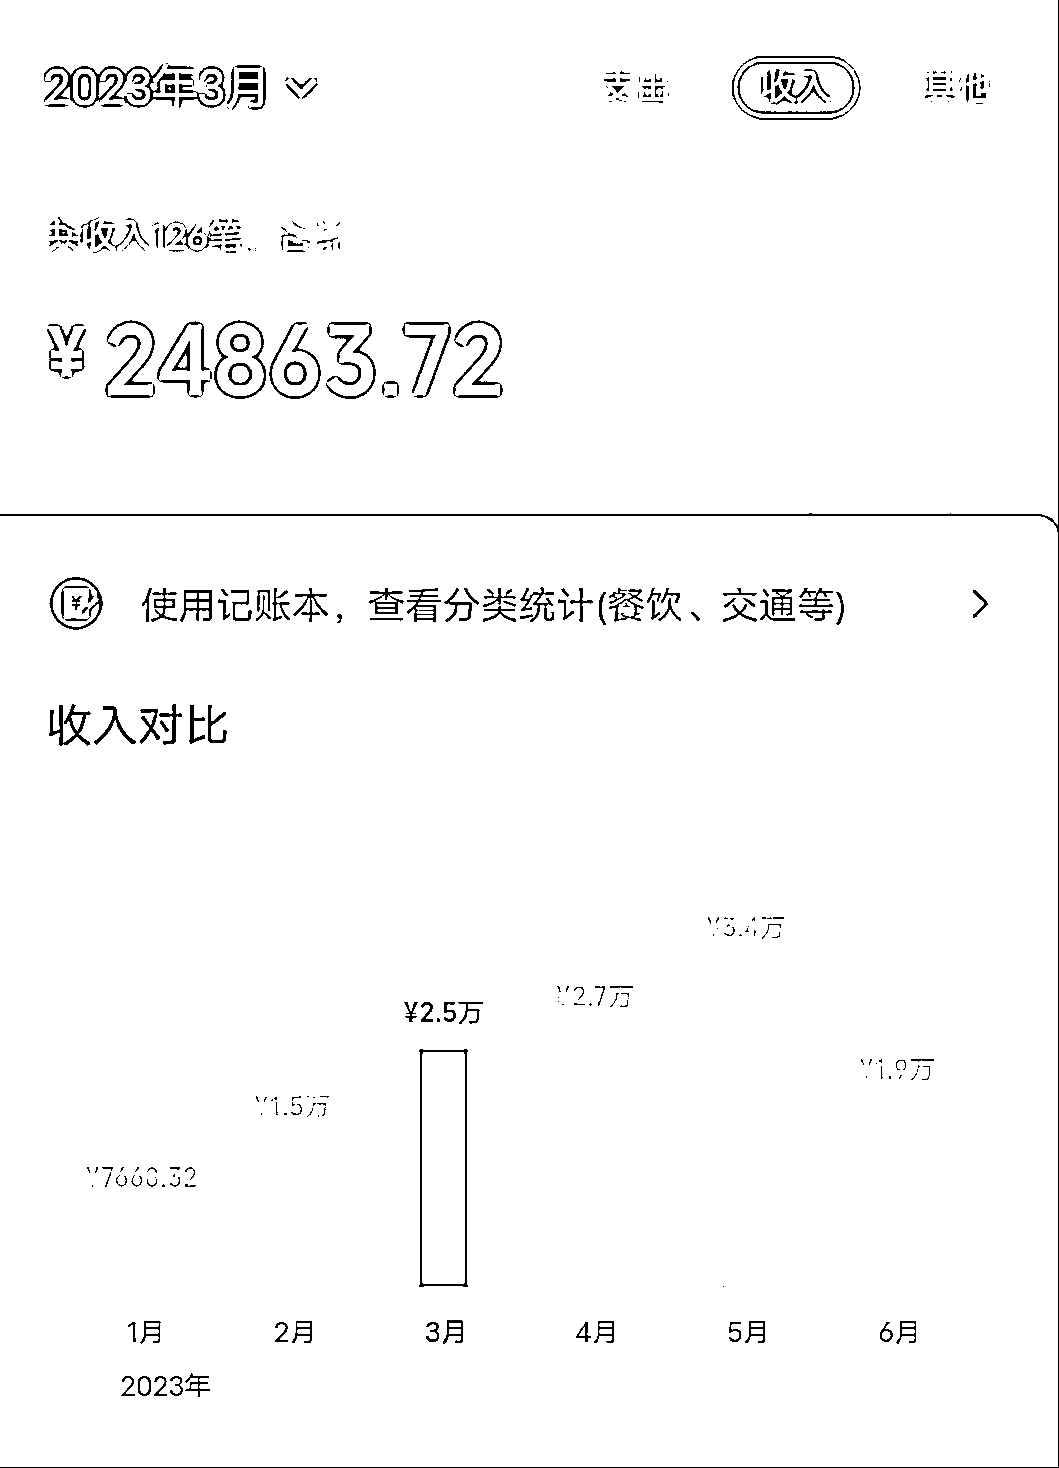 2023年3月 支出 收入 其他
共收入126笔，合计
¥24863.72
使用记账本，查看分类统计(餐饮、交通等)
收入对比
¥3.4万
¥2.7万
¥2.5万
¥1.9万
¥1.5万
¥7660.32
1月 2月 3月 4月 5月 6月
2023年